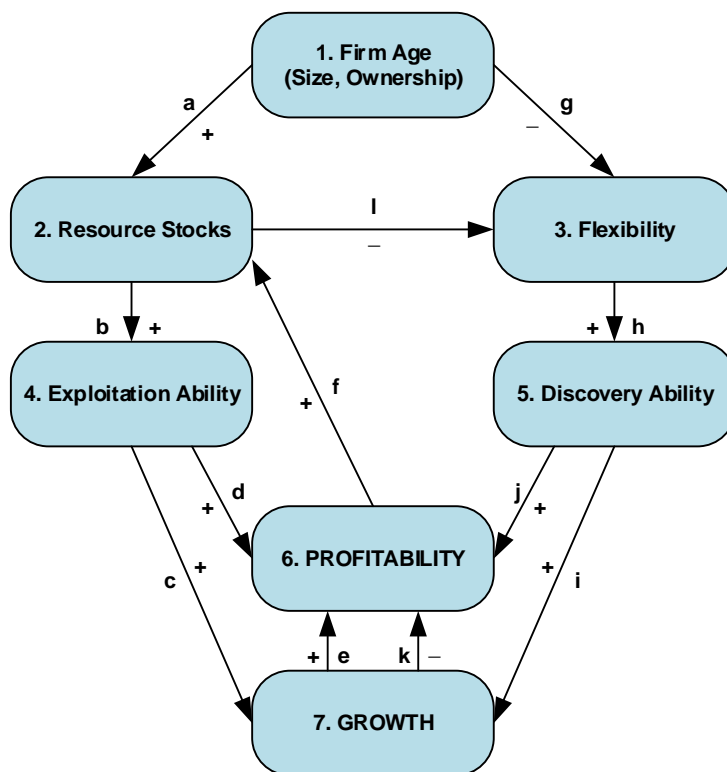 1. Firm Age
(Size, Ownership)
a
g
+
–
2. Resource Stocks
l
–
3. Flexibility
b +
+ h
4. Exploitation Ability
5. Discovery Ability
+ f
+ d
j +
c +
+ i
6. PROFITABILITY
+ e
k –
7. GROWTH